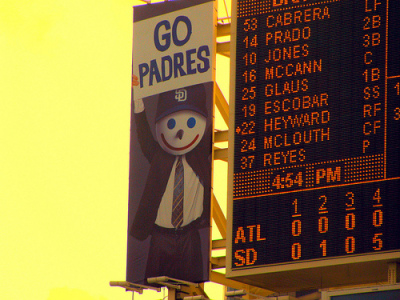 GO
PADRES
SD
53 CABRERA LF
14 PRADO 2B
10 JONES 3B
16 MCCANN C
25 GLAUS 1B
19 ESCOBAR SS
22 HEYWARD RF
24 MCLOUTH CF
37 REYES P
4:54 PM
1 2 3 4
ATL 0 0 0 0
SD 0 1 0 5